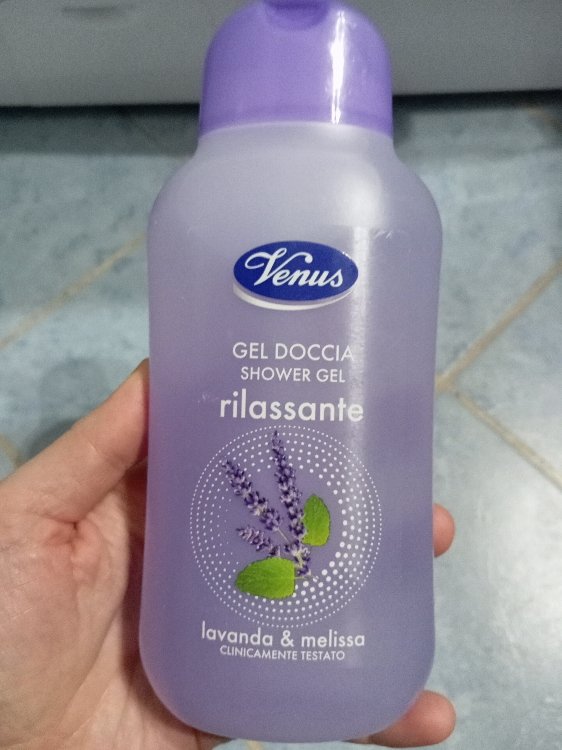 Venus
GEL DOCCIA
SHOWER GEL
rilassante
lavanda & melissa
CLINICAMENTE TESTATO